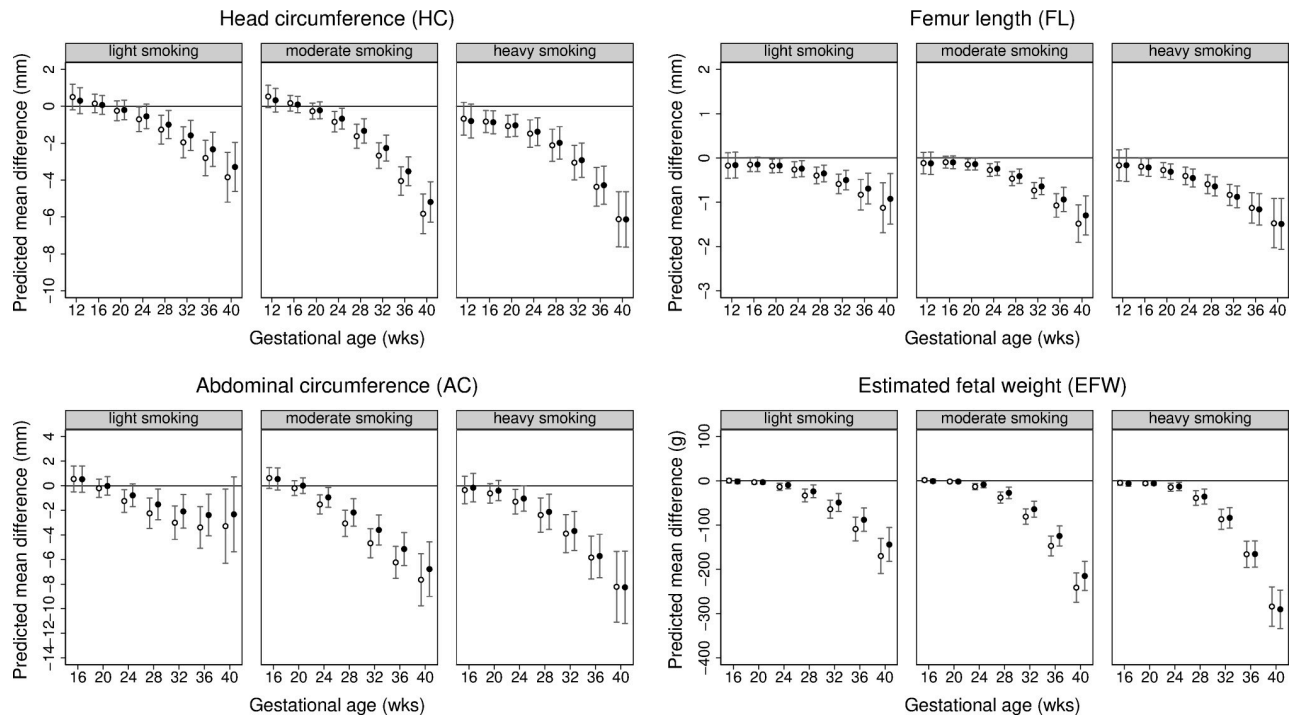 Head circumference (HC)
light smoking
moderate smoking
heavy smoking
Predicted mean difference (mm)
2
0
−2
−4
−6
−8
−10
12 16 20 24 28 32 36 40
12 16 20 24 28 32 36 40
12 16 20 24 28 32 36 40
Gestational age (wks)
Femur length (FL)
light smoking
moderate smoking
heavy smoking
Predicted mean difference (mm)
2
1
0
−1
−2
−3
12 16 20 24 28 32 36 40
12 16 20 24 28 32 36 40
12 16 20 24 28 32 36 40
Gestational age (wks)
Abdominal circumference (AC)
light smoking
moderate smoking
heavy smoking
Predicted mean difference (mm)
4
2
0
−2
−4
−6
−8
−10
−12
−14
16 20 24 28 32 36 40
16 20 24 28 32 36 40
16 20 24 28 32 36 40
Gestational age (wks)
Estimated fetal weight (EFW)
light smoking
moderate smoking
heavy smoking
Predicted mean difference (g)
100
0
−100
−200
−300
−400
16 20 24 28 32 36 40
16 20 24 28 32 36 40
16 20 24 28 32 36 40
Gestational age (wks)